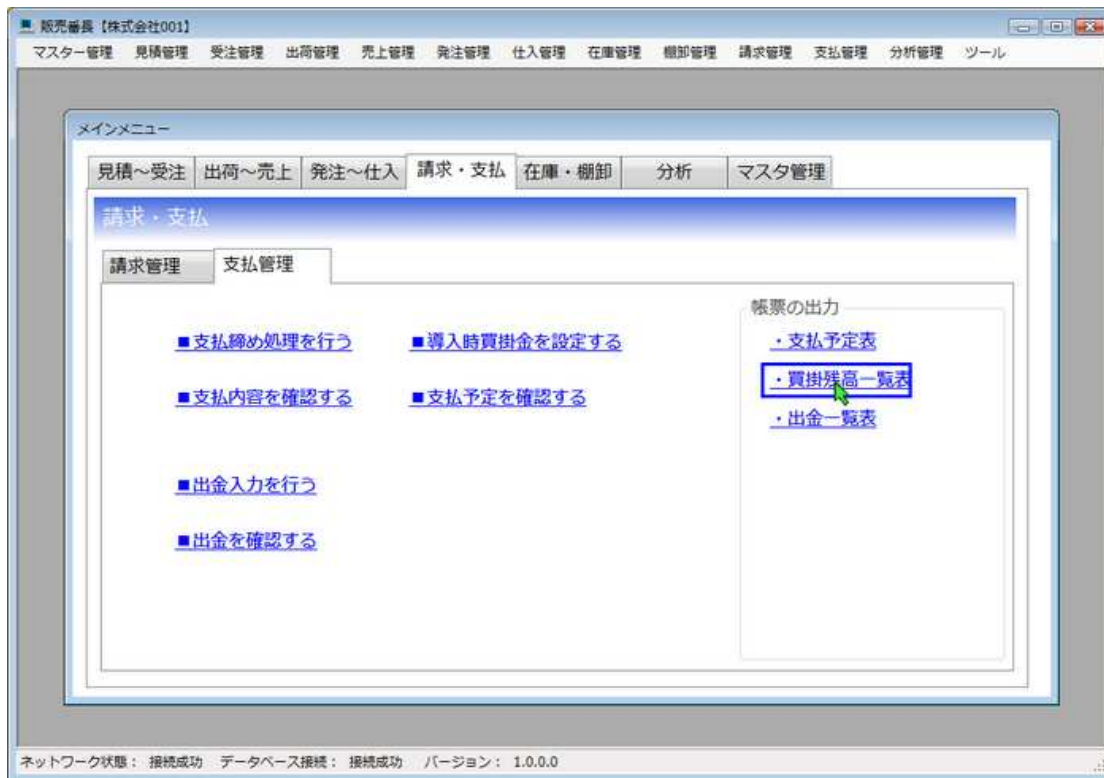 販売番長【株式会社001】
マスター管理 見積管理 受注管理 出荷管理 売上管理 発注管理 仕入管理 在庫管理 棚卸管理 請求管理 支払管理 分析管理 ツール
メインメニュー
見積～受注 出荷～売上 発注～仕入 請求・支払 在庫・棚卸 分析 マスタ管理
請求・支払
請求管理 支払管理
帳票の出力
■支払締め処理を行う ■導入時買掛金を設定する ・支払予定表
■支払内容を確認する ■支払予定を確認する ・買掛残高一覧表
・出金一覧表
■出金入力を行う
■出金を確認する
ネットワーク状態： 接続成功 データベース接続： 接続成功 バージョン： 1.0.0.0